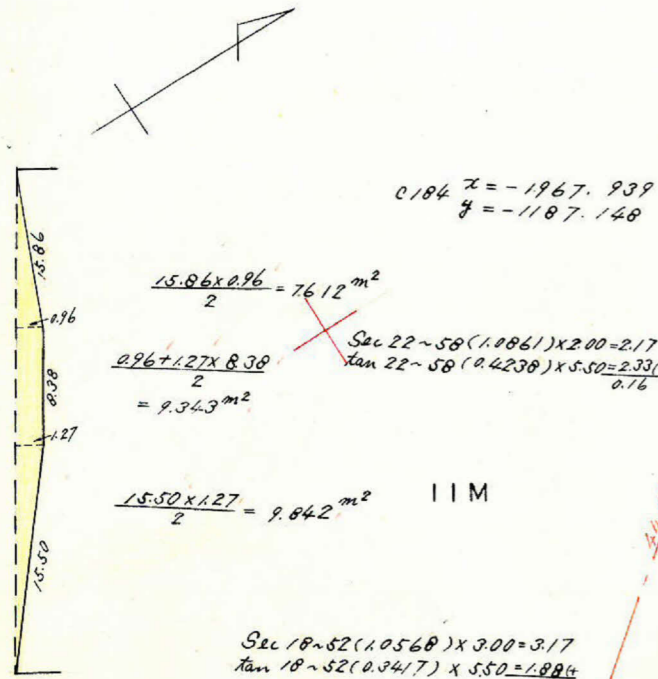 C184 x = -1967. 939
y = -1187. 148
15.86
15.86 x 0.96 / 2 = 7.612 m²
0.96
Sec 22~58 (1.0861) x 2.00 = 2.17
tan 22~58 (0.4238) x 5.50 = 2.33(
0.16
0.96 + 1.27 x 8.38 / 2
= 9.343 m²
8.38
1.27
15.50 x 1.27 / 2 = 9.842 m²
11M
15.50
Sec 18~52 (1.0568) x 3.00 = 3.17
tan 18~52 (0.3417) x 5.50 = 1.88(+